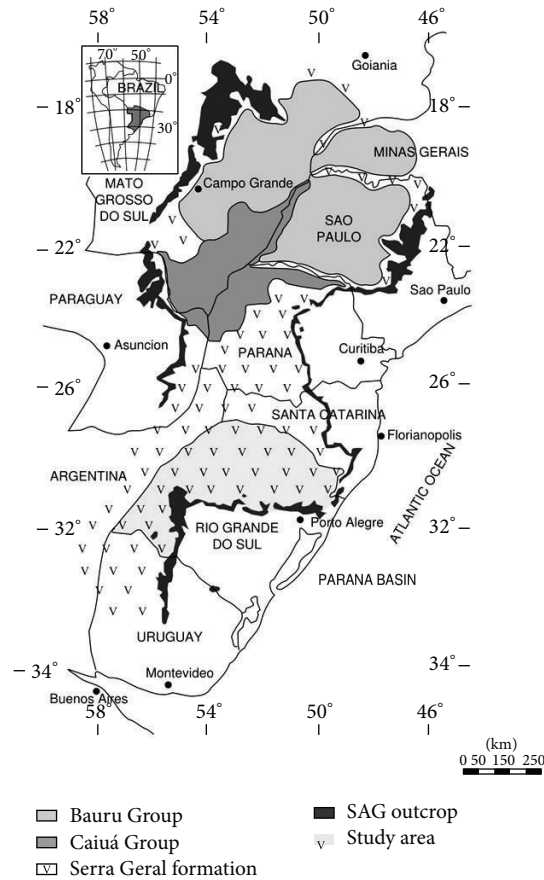 58° 54° 50° 46°
70° 50°
0°
BRAZIL
30°
Goiania
– 18° 18° –
MINAS GERAIS
MATO
GROSSO
DO SUL
Campo Grande
SAO
PAULO
– 22° 22° –
PARAGUAY
Sao Paulo
Asuncion
PARANA
Curitiba
– 26° 26° –
SANTA CATARINA
Florianopolis
ARGENTINA
ATLANTIC OCEAN
– 32° 32° –
RIO GRANDE
DO SUL
Porto Alegre
PARANA BASIN
URUGUAY
– 34° 34° –
Montevideo
Buenos Aires
58° 54° 50° 46°
(km)
0 50 150 250
Bauru Group
Caiuá Group
v Serra Geral formation
SAG outcrop
v Study area